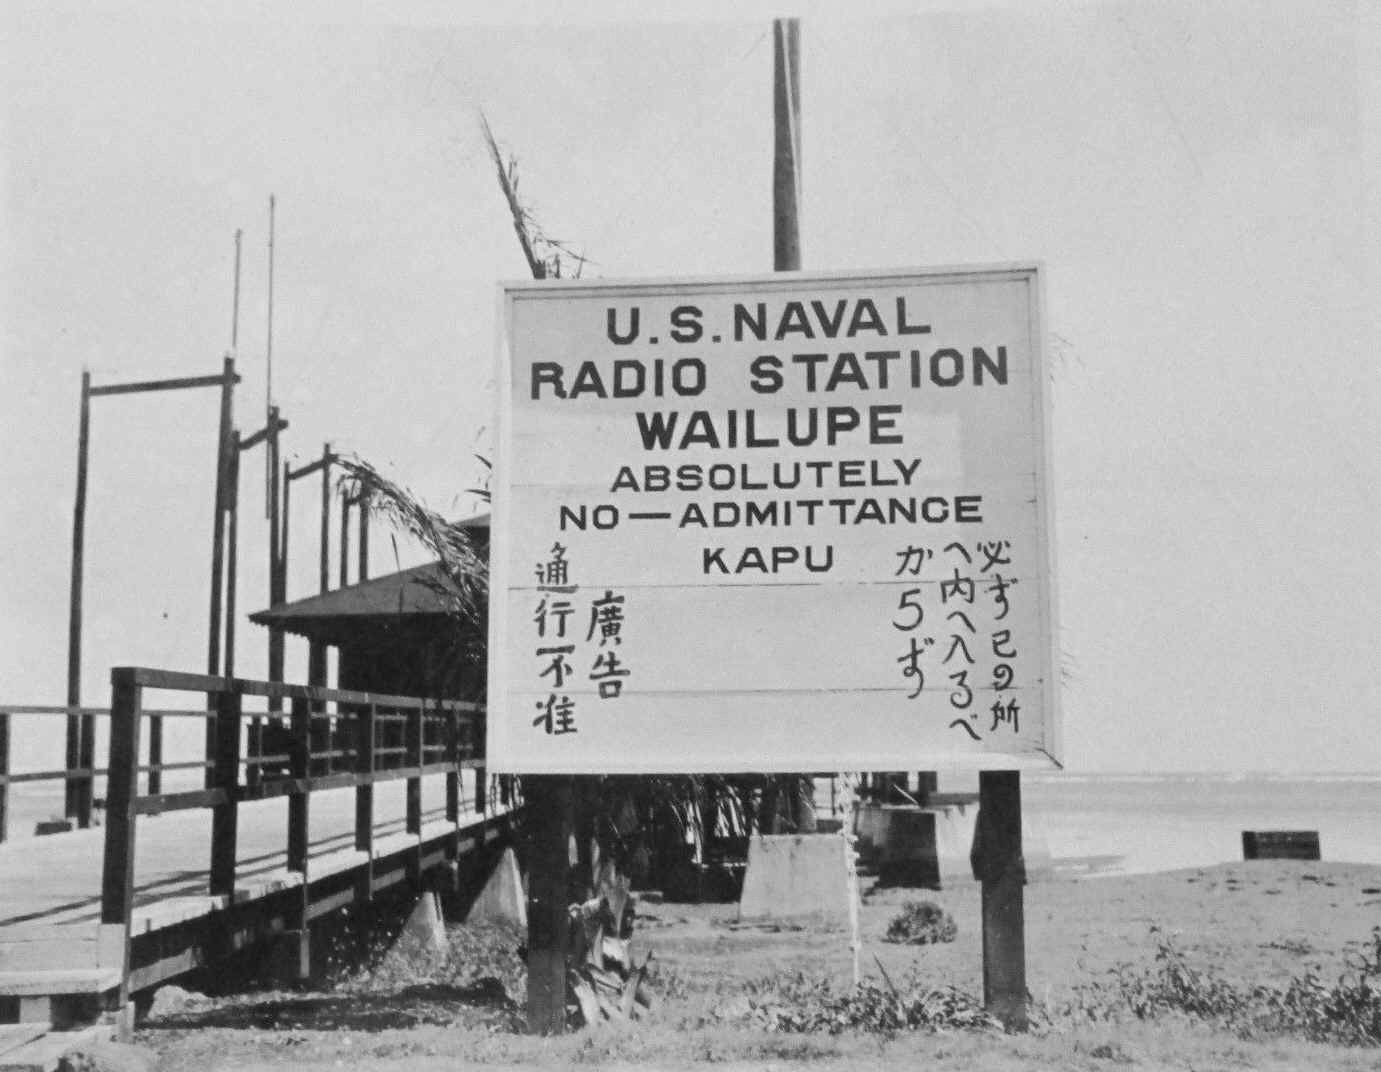 U.S. NAVAL
RADIO STATION
WAILUPE
ABSOLUTELY
NO—ADMITTANCE
KAPU
必ず已の所
へ内へ入るべ
からず
廣告
通行不准